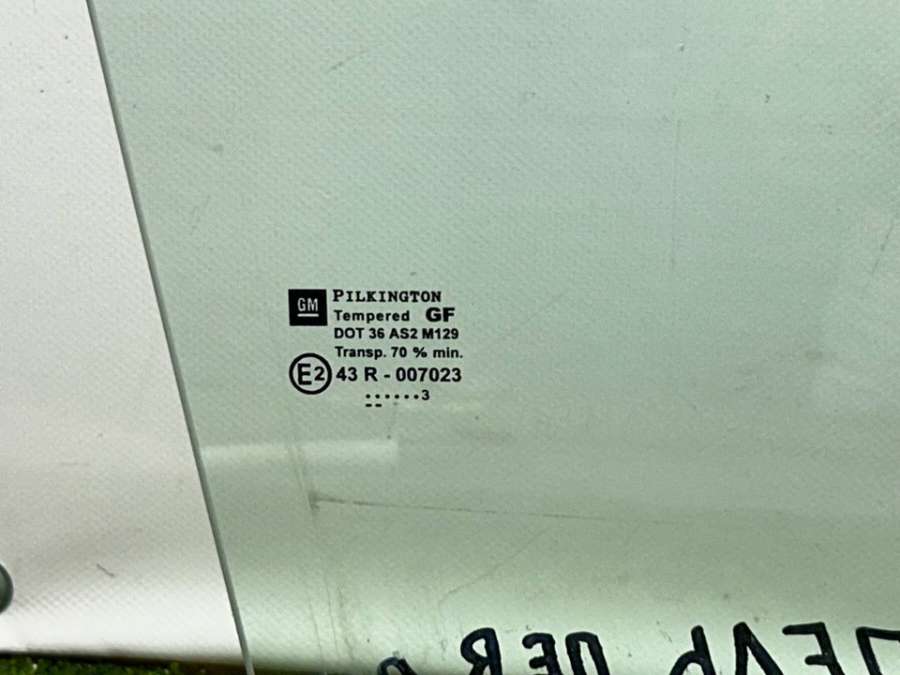 GM
PILKINGTON
Tempered GF
DOT 36 AS2 M129
Transp. 70 % min.
E2 43 R - 007023
••••••3